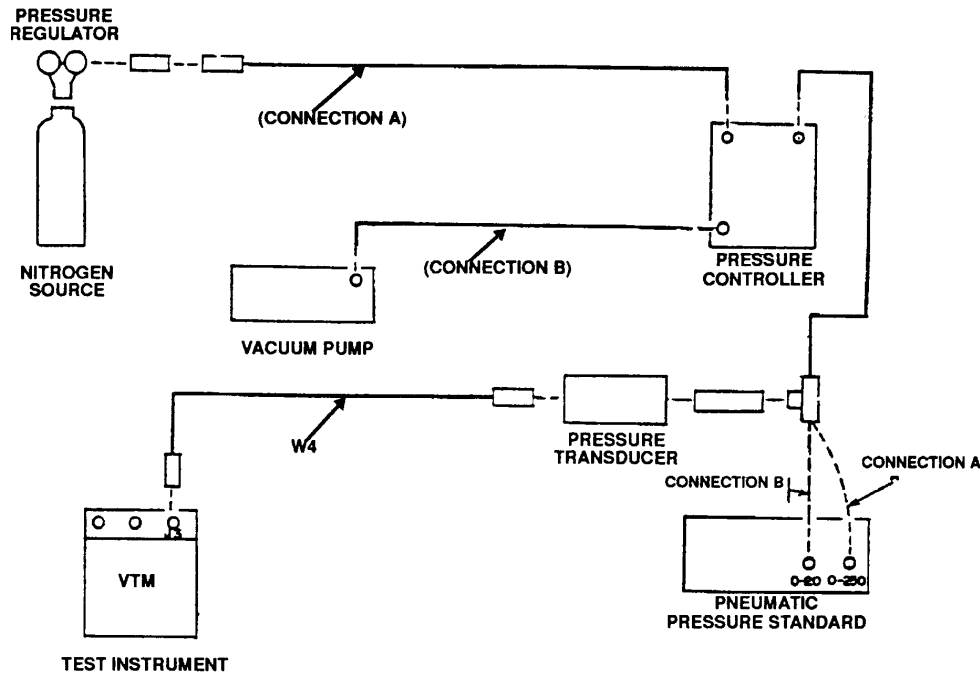 PRESSURE
REGULATOR
(CONNECTION A)
NITROGEN
SOURCE
(CONNECTION B)
PRESSURE
CONTROLLER
VACUUM PUMP
W4
PRESSURE
TRANSDUCER
CONNECTION B
CONNECTION A
J3
VTM
0-20 0-250
PNEUMATIC
PRESSURE STANDARD
TEST INSTRUMENT